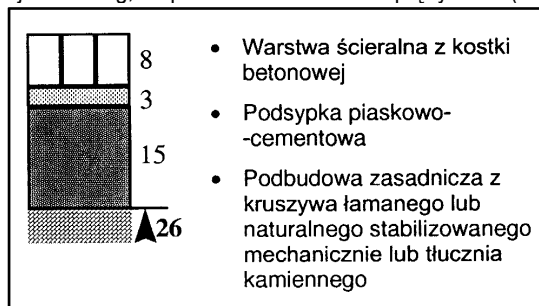 8
3
15
26
• Warstwa ścieralna z kostki
betonowej
• Podsypka piaskowo-
-cementowa
• Podbudowa zasadnicza z
kruszywa łamanego lub
naturalnego stabilizowanego
mechanicznie lub tłucznia
kamiennego